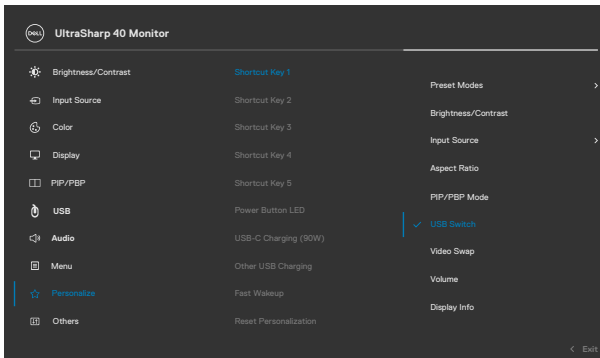 DELL
UltraSharp 40 Monitor
Brightness/Contrast
Input Source
Color
Display
PIP/PBP
USB
Audio
Menu
Personalize
Others
Shortcut Key 1
Shortcut Key 2
Shortcut Key 3
Shortcut Key 4
Shortcut Key 5
Power Button LED
USB-C Charging (90W)
Other USB Charging
Fast Wakeup
Reset Personalization
Preset Modes
Brightness/Contrast
Input Source
Aspect Ratio
PIP/PBP Mode
USB Switch
Video Swap
Volume
Display Info
Exit